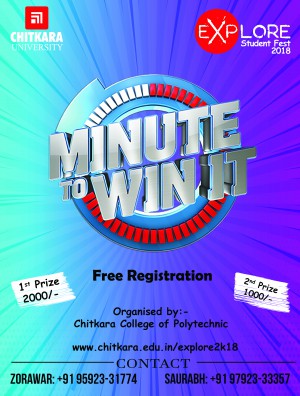 CHITKARA
UNIVERSITY
EXPLORE
Student Fest
2018
MINUTE
TO WIN IT
Free Registration
1st Prize
2000/-
2nd Prize
1000/-
Organised by:-
Chitkara College of Polytechnic
www.chitkara.edu.in/explore2k18
CONTACT
ZORAWAR: +91 95923-31774 SAURABH: +91 97923-33357